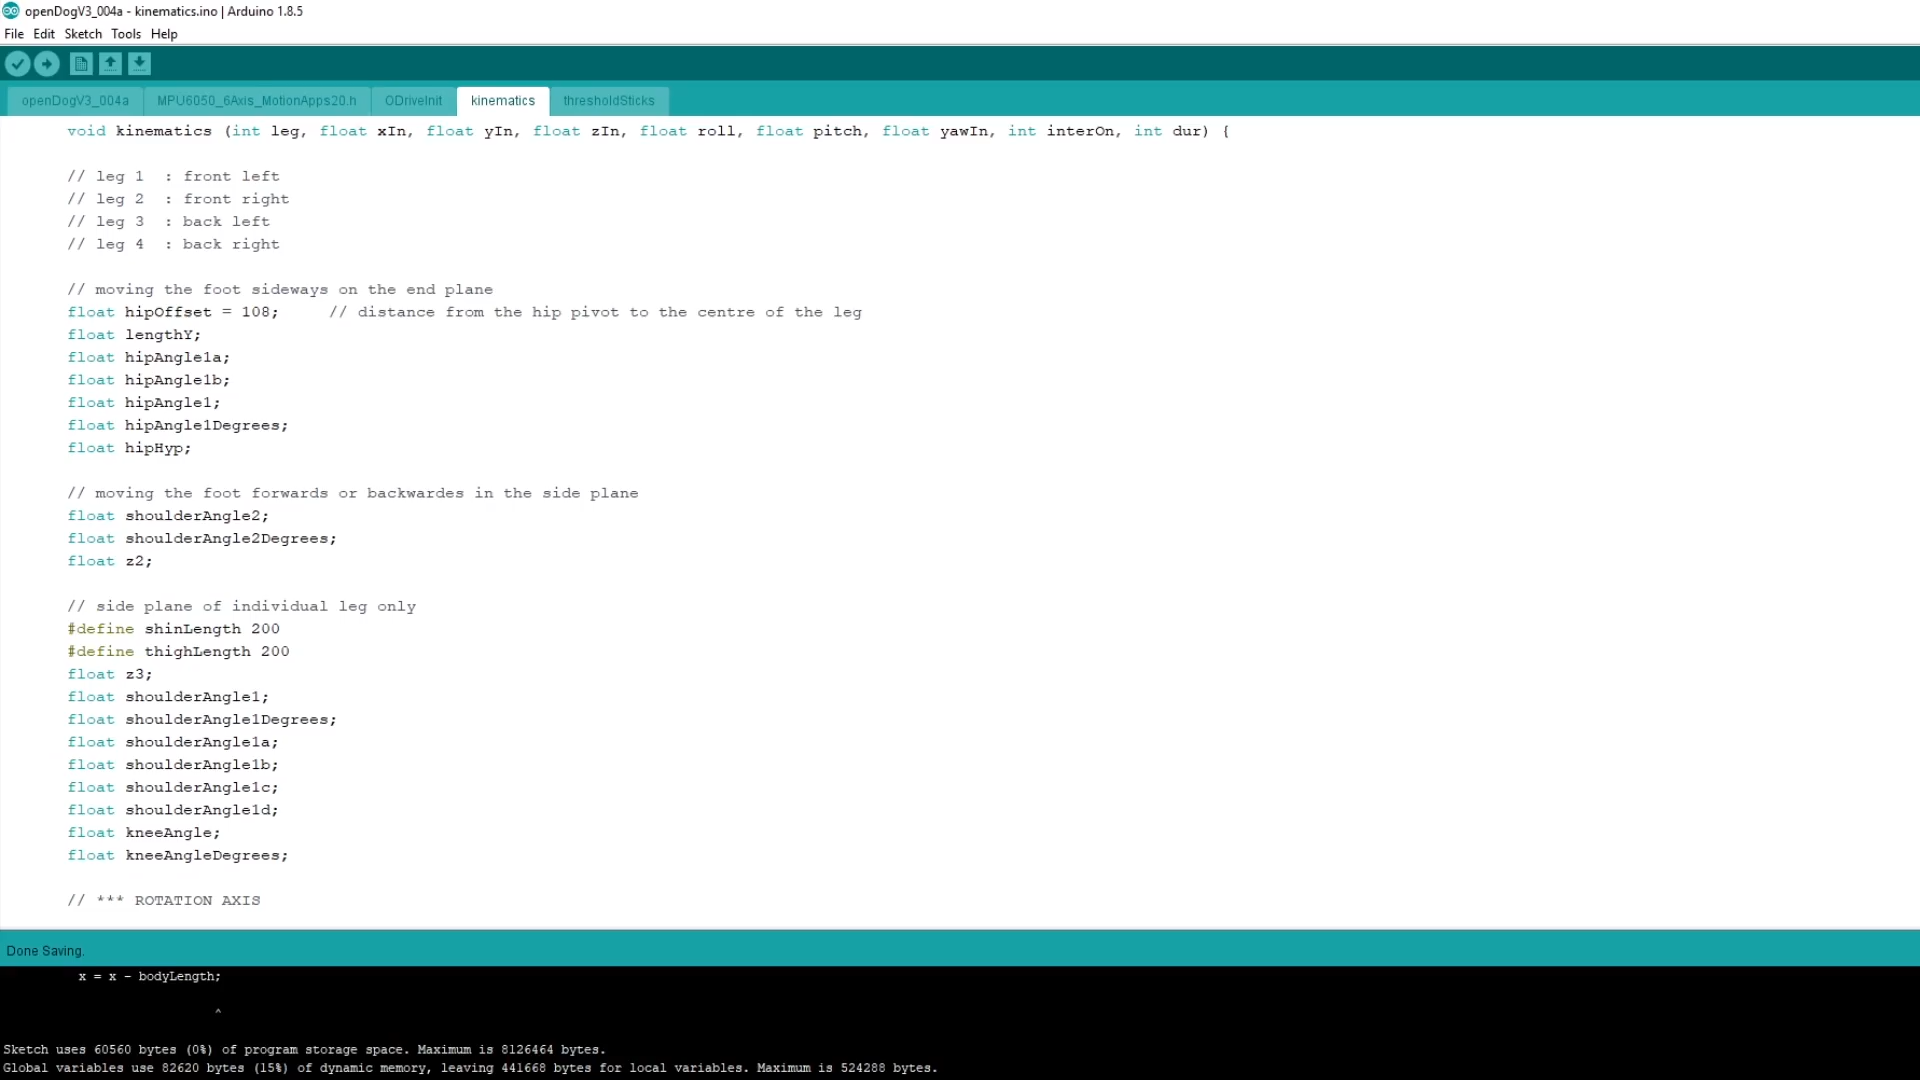 openDogV3_004a - kinematics.ino | Arduino 1.8.5
File Edit Sketch Tools Help
openDogV3_004a MPU6050_6Axis_MotionApps20.h ODriveInit kinematics thresholdSticks
void kinematics (int leg, float xIn, float yIn, float zIn, float roll, float pitch, float yawIn, int interOn, int dur) {
// leg 1  : front left
// leg 2  : front right
// leg 3  : back left
// leg 4  : back right
// moving the foot sideways on the end plane
float hipOffset = 108;     // distance from the hip pivot to the centre of the leg
float lengthY;
float hipAngle1a;
float hipAngle1b;
float hipAngle1;
float hipAngle1Degrees;
float hipHyp;
// moving the foot forwards or backwardes in the side plane
float shoulderAngle2;
float shoulderAngle2Degrees;
float z2;
// side plane of individual leg only
#define shinLength 200
#define thighLength 200
float z3;
float shoulderAngle1;
float shoulderAngle1Degrees;
float shoulderAngle1a;
float shoulderAngle1b;
float shoulderAngle1c;
float shoulderAngle1d;
float kneeAngle;
float kneeAngleDegrees;
// *** ROTATION AXIS
Done Saving.
x = x - bodyLength;
^
Sketch uses 60560 bytes (0%) of program storage space. Maximum is 8126464 bytes.
Global variables use 82620 bytes (15%) of dynamic memory, leaving 441668 bytes for local variables. Maximum is 524288 bytes.